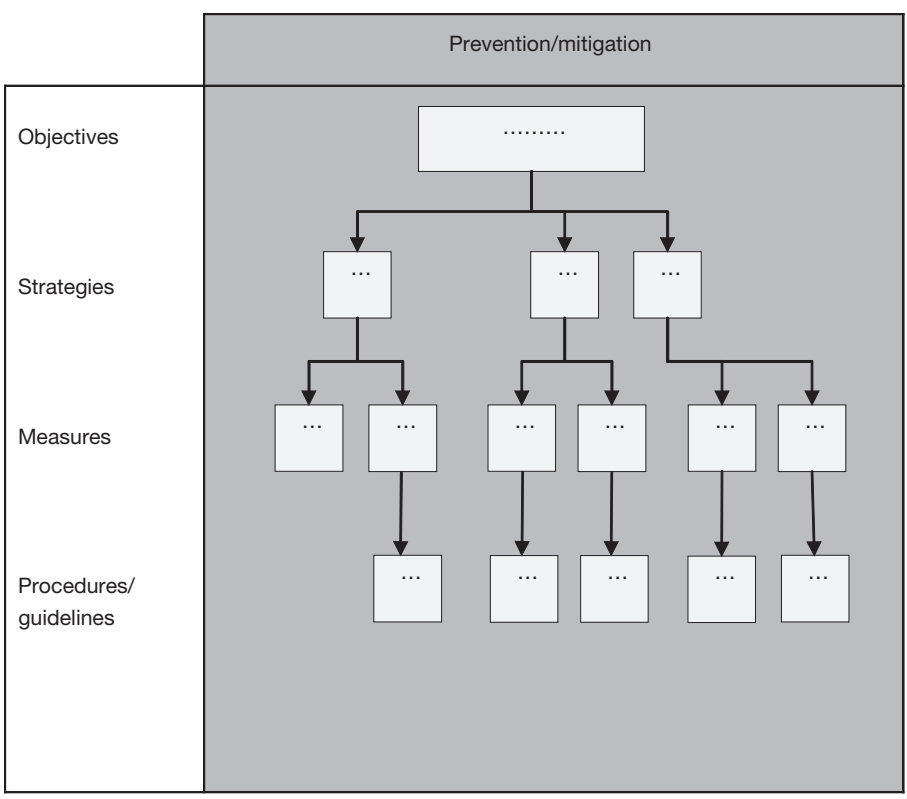 Prevention/mitigation
Objectives
.........
Strategies
... ... ...
Measures
... ... ... ... ... ...
Procedures/
guidelines
... ... ... ... ...